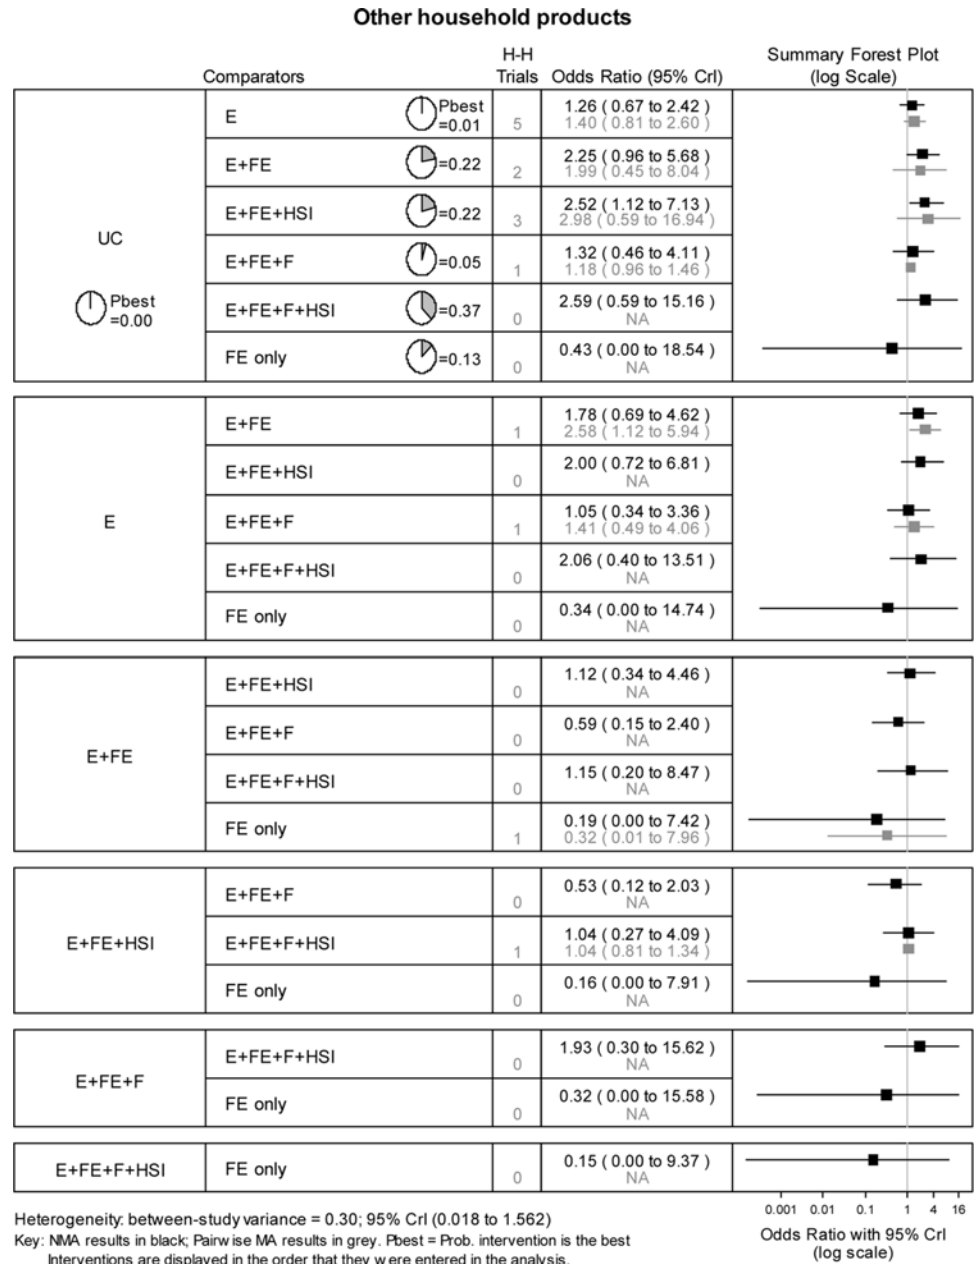 Other household products
Comparators H-H Trials Odds Ratio (95% CrI) Summary Forest Plot (log Scale)
UC
Pbest =0.00
E Pbest =0.01 5 1.26 ( 0.67 to 2.42 )
1.40 ( 0.81 to 2.60 )
E+FE =0.22 2 2.25 ( 0.96 to 5.68 )
1.99 ( 0.45 to 8.04 )
E+FE+HSI =0.22 3 2.52 ( 1.12 to 7.13 )
2.98 ( 0.59 to 16.94 )
E+FE+F =0.05 1 1.32 ( 0.46 to 4.11 )
1.18 ( 0.96 to 1.46 )
E+FE+F+HSI =0.37 0 2.59 ( 0.59 to 15.16 )
NA
FE only =0.13 0 0.43 ( 0.00 to 18.54 )
NA
E
E+FE 1 1.78 ( 0.69 to 4.62 )
2.58 ( 1.12 to 5.94 )
E+FE+HSI 0 2.00 ( 0.72 to 6.81 )
NA
E+FE+F 1 1.05 ( 0.34 to 3.36 )
1.41 ( 0.49 to 4.06 )
E+FE+F+HSI 0 2.06 ( 0.40 to 13.51 )
NA
FE only 0 0.34 ( 0.00 to 14.74 )
NA
E+FE
E+FE+HSI 0 1.12 ( 0.34 to 4.46 )
NA
E+FE+F 0 0.59 ( 0.15 to 2.40 )
NA
E+FE+F+HSI 0 1.15 ( 0.20 to 8.47 )
NA
FE only 1 0.19 ( 0.00 to 7.42 )
0.32 ( 0.01 to 7.96 )
E+FE+HSI
E+FE+F 0 0.53 ( 0.12 to 2.03 )
NA
E+FE+F+HSI 1 1.04 ( 0.27 to 4.09 )
1.04 ( 0.81 to 1.34 )
FE only 0 0.16 ( 0.00 to 7.91 )
NA
E+FE+F
E+FE+F+HSI 0 1.93 ( 0.30 to 15.62 )
NA
FE only 0 0.32 ( 0.00 to 15.58 )
NA
E+FE+F+HSI
FE only 0 0.15 ( 0.00 to 9.37 )
NA
0.001 0.01 0.1 1 4 16
Odds Ratio with 95% CrI
(log scale)
Heterogeneity: between-study variance = 0.30; 95% CrI (0.018 to 1.562)
Key: NMA results in black; Pairwise MA results in grey. Pbest = Prob. intervention is the best
Interventions are displayed in the order that they were entered in the analysis.